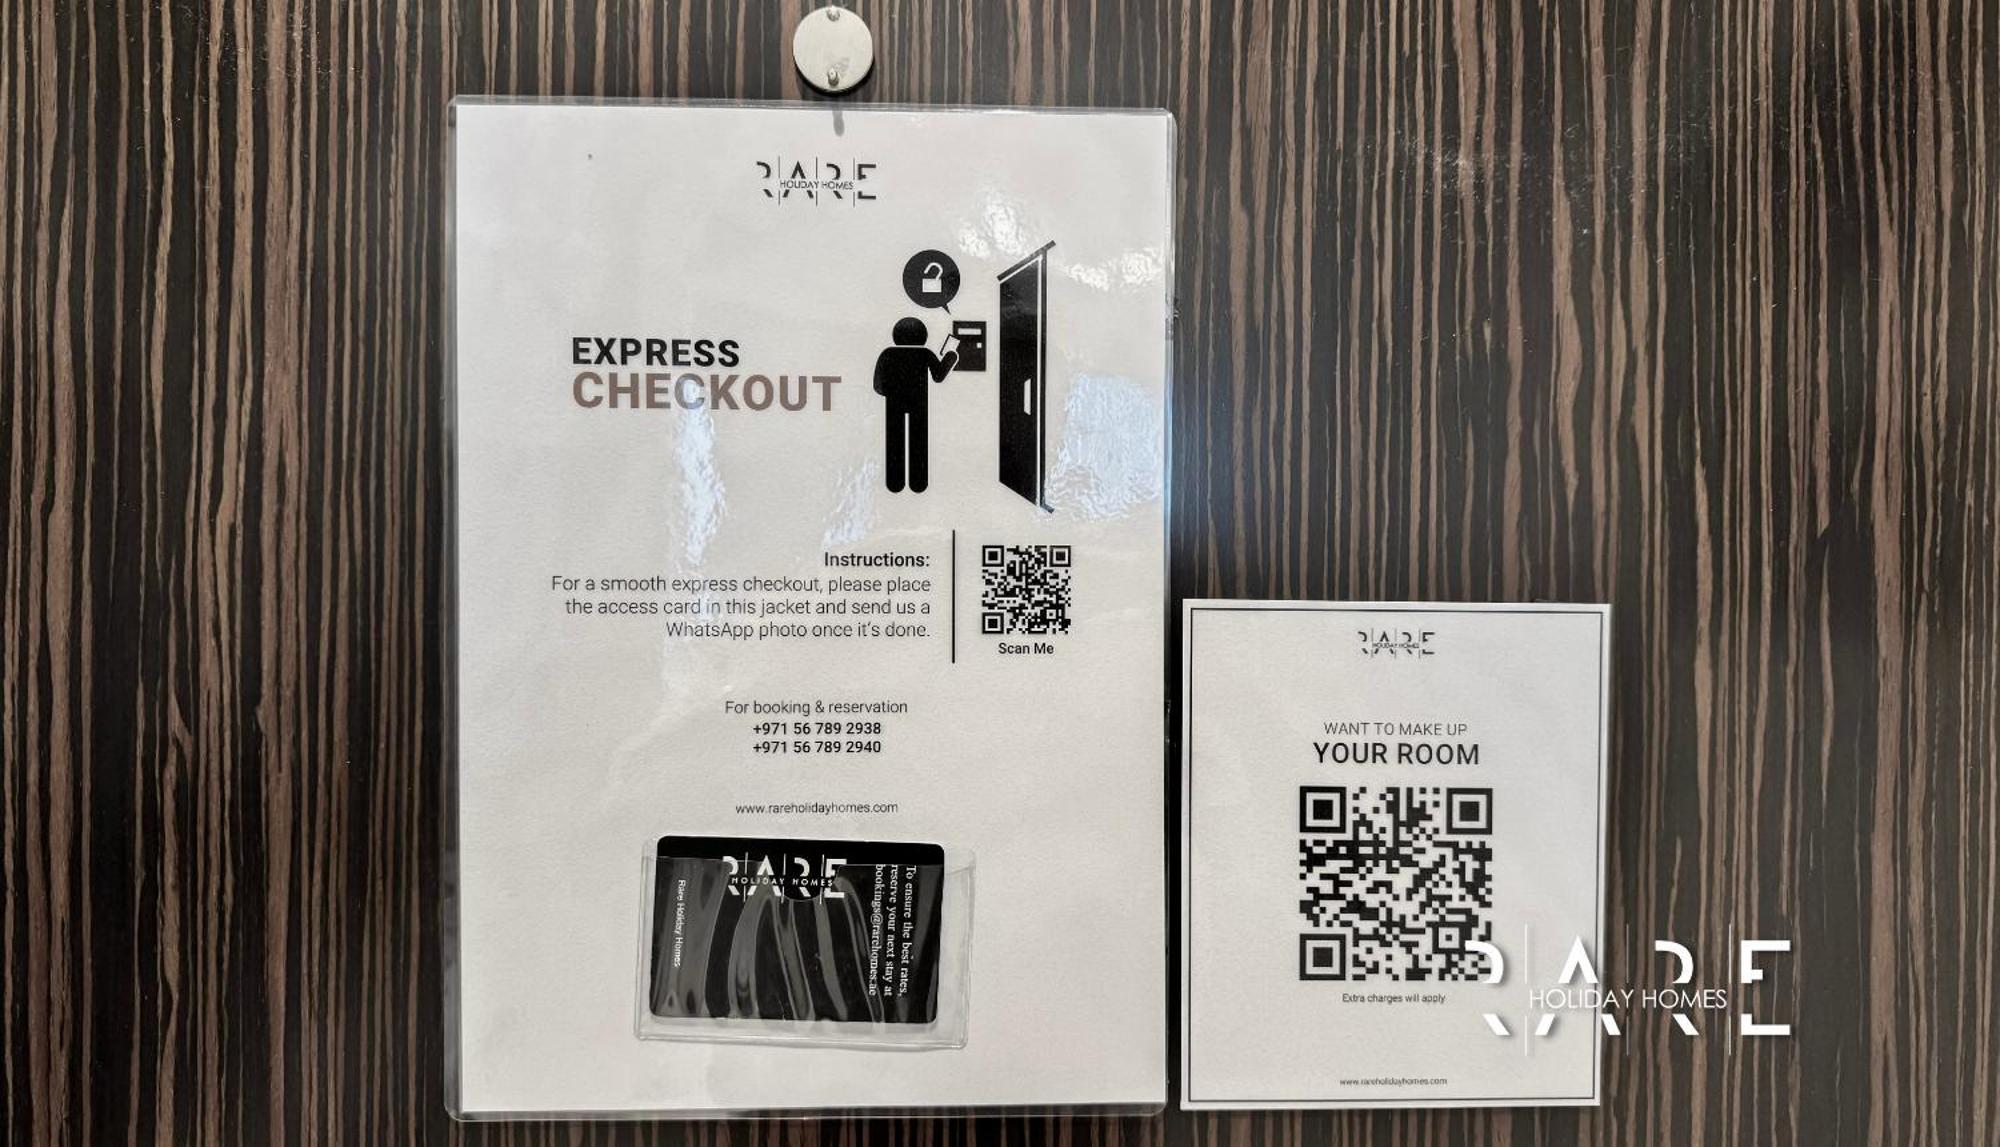 RARE
HOLIDAY HOMES
EXPRESS
CHECKOUT
Instructions:
For a smooth express checkout, please place
the access card in this jacket and send us a
WhatsApp photo once it's done.
Scan Me
For booking & reservation
+971 56 789 2938
+971 56 789 2940
www.rareholidayhomes.com
RARE
HOLIDAY HOMES
Rare Holiday Homes
To ensure the best rates,
reserve your next stay at
bookings@rarehomes.ae
RARE
HOLIDAY HOMES
WANT TO MAKE UP
YOUR ROOM
Extra charges will apply
www.rareholidayhomes.com
RARE
HOLIDAY HOMES